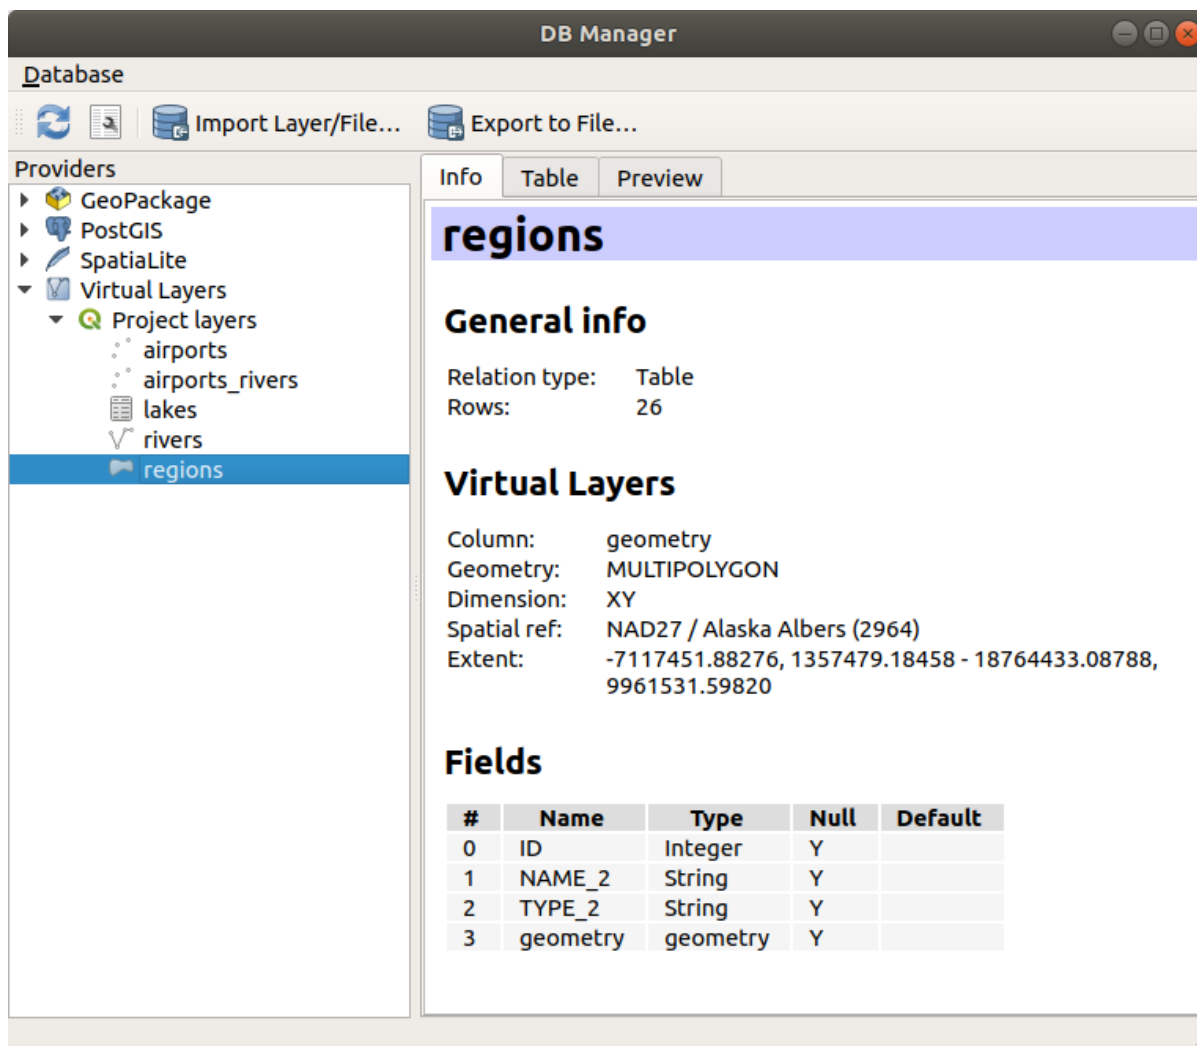 DB Manager
Database
Import Layer/File... Export to File...
Providers
GeoPackage
PostGIS
SpatiaLite
Virtual Layers
Project layers
airports
airports_rivers
lakes
rivers
regions
Info Table Preview
regions
General info
Relation type: Table
Rows: 26
Virtual Layers
Column: geometry
Geometry: MULTIPOLYGON
Dimension: XY
Spatial ref: NAD27 / Alaska Albers (2964)
Extent: -7117451.88276, 1357479.18458 - 18764433.08788,
9961531.59820
Fields
# Name Type Null Default
0 ID Integer Y
1 NAME_2 String Y
2 TYPE_2 String Y
3 geometry geometry Y